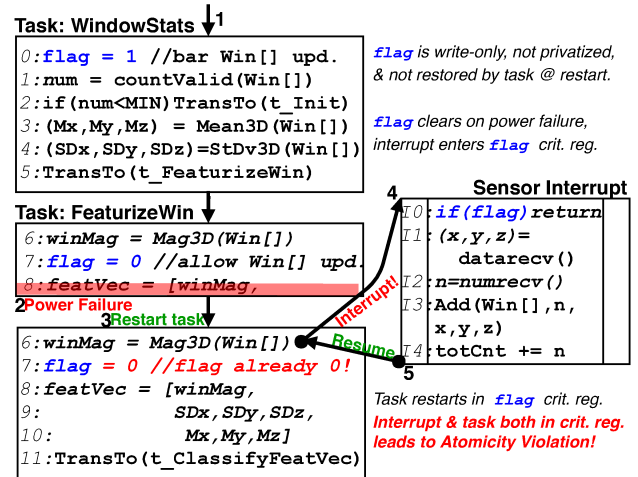 1
Task: WindowStats
0:flag = 1 //bar Win[] upd.
1:num = countValid(Win[])
2:if(num<MIN)TransTo(t_Init)
3:(Mx,My,Mz) = Mean3D(Win[])
4:(SDx,SDy,SDz)=StDv3D(Win[])
5:TransTo(t_FeaturizeWin)
flag is write-only, not privatized,
& not restored by task @ restart.
flag clears on power failure,
interrupt enters flag crit. reg.
Task: FeaturizeWin
6:winMag = Mag3D(Win[])
7:flag = 0 //allow Win[] upd.
8:featVec = [winMag,
2 Power Failure
3 Restart task
6:winMag = Mag3D(Win[])
7:flag = 0 //flag already 0!
8:featVec = [winMag,
9: SDx,SDy,SDz,
10: Mx,My,Mz]
11:TransTo(t_ClassifyFeatVec)
Interrupt!
Resume
4
Sensor Interrupt
I0:if(flag)return
I1:(x,y,z)=
datarecv()
I2:n=numrecv()
I3:Add(Win[],n,
x,y,z)
I4:totCnt += n
5
Task restarts in flag crit. reg.
Interrupt & task both in crit. reg.
leads to Atomicity Violation!